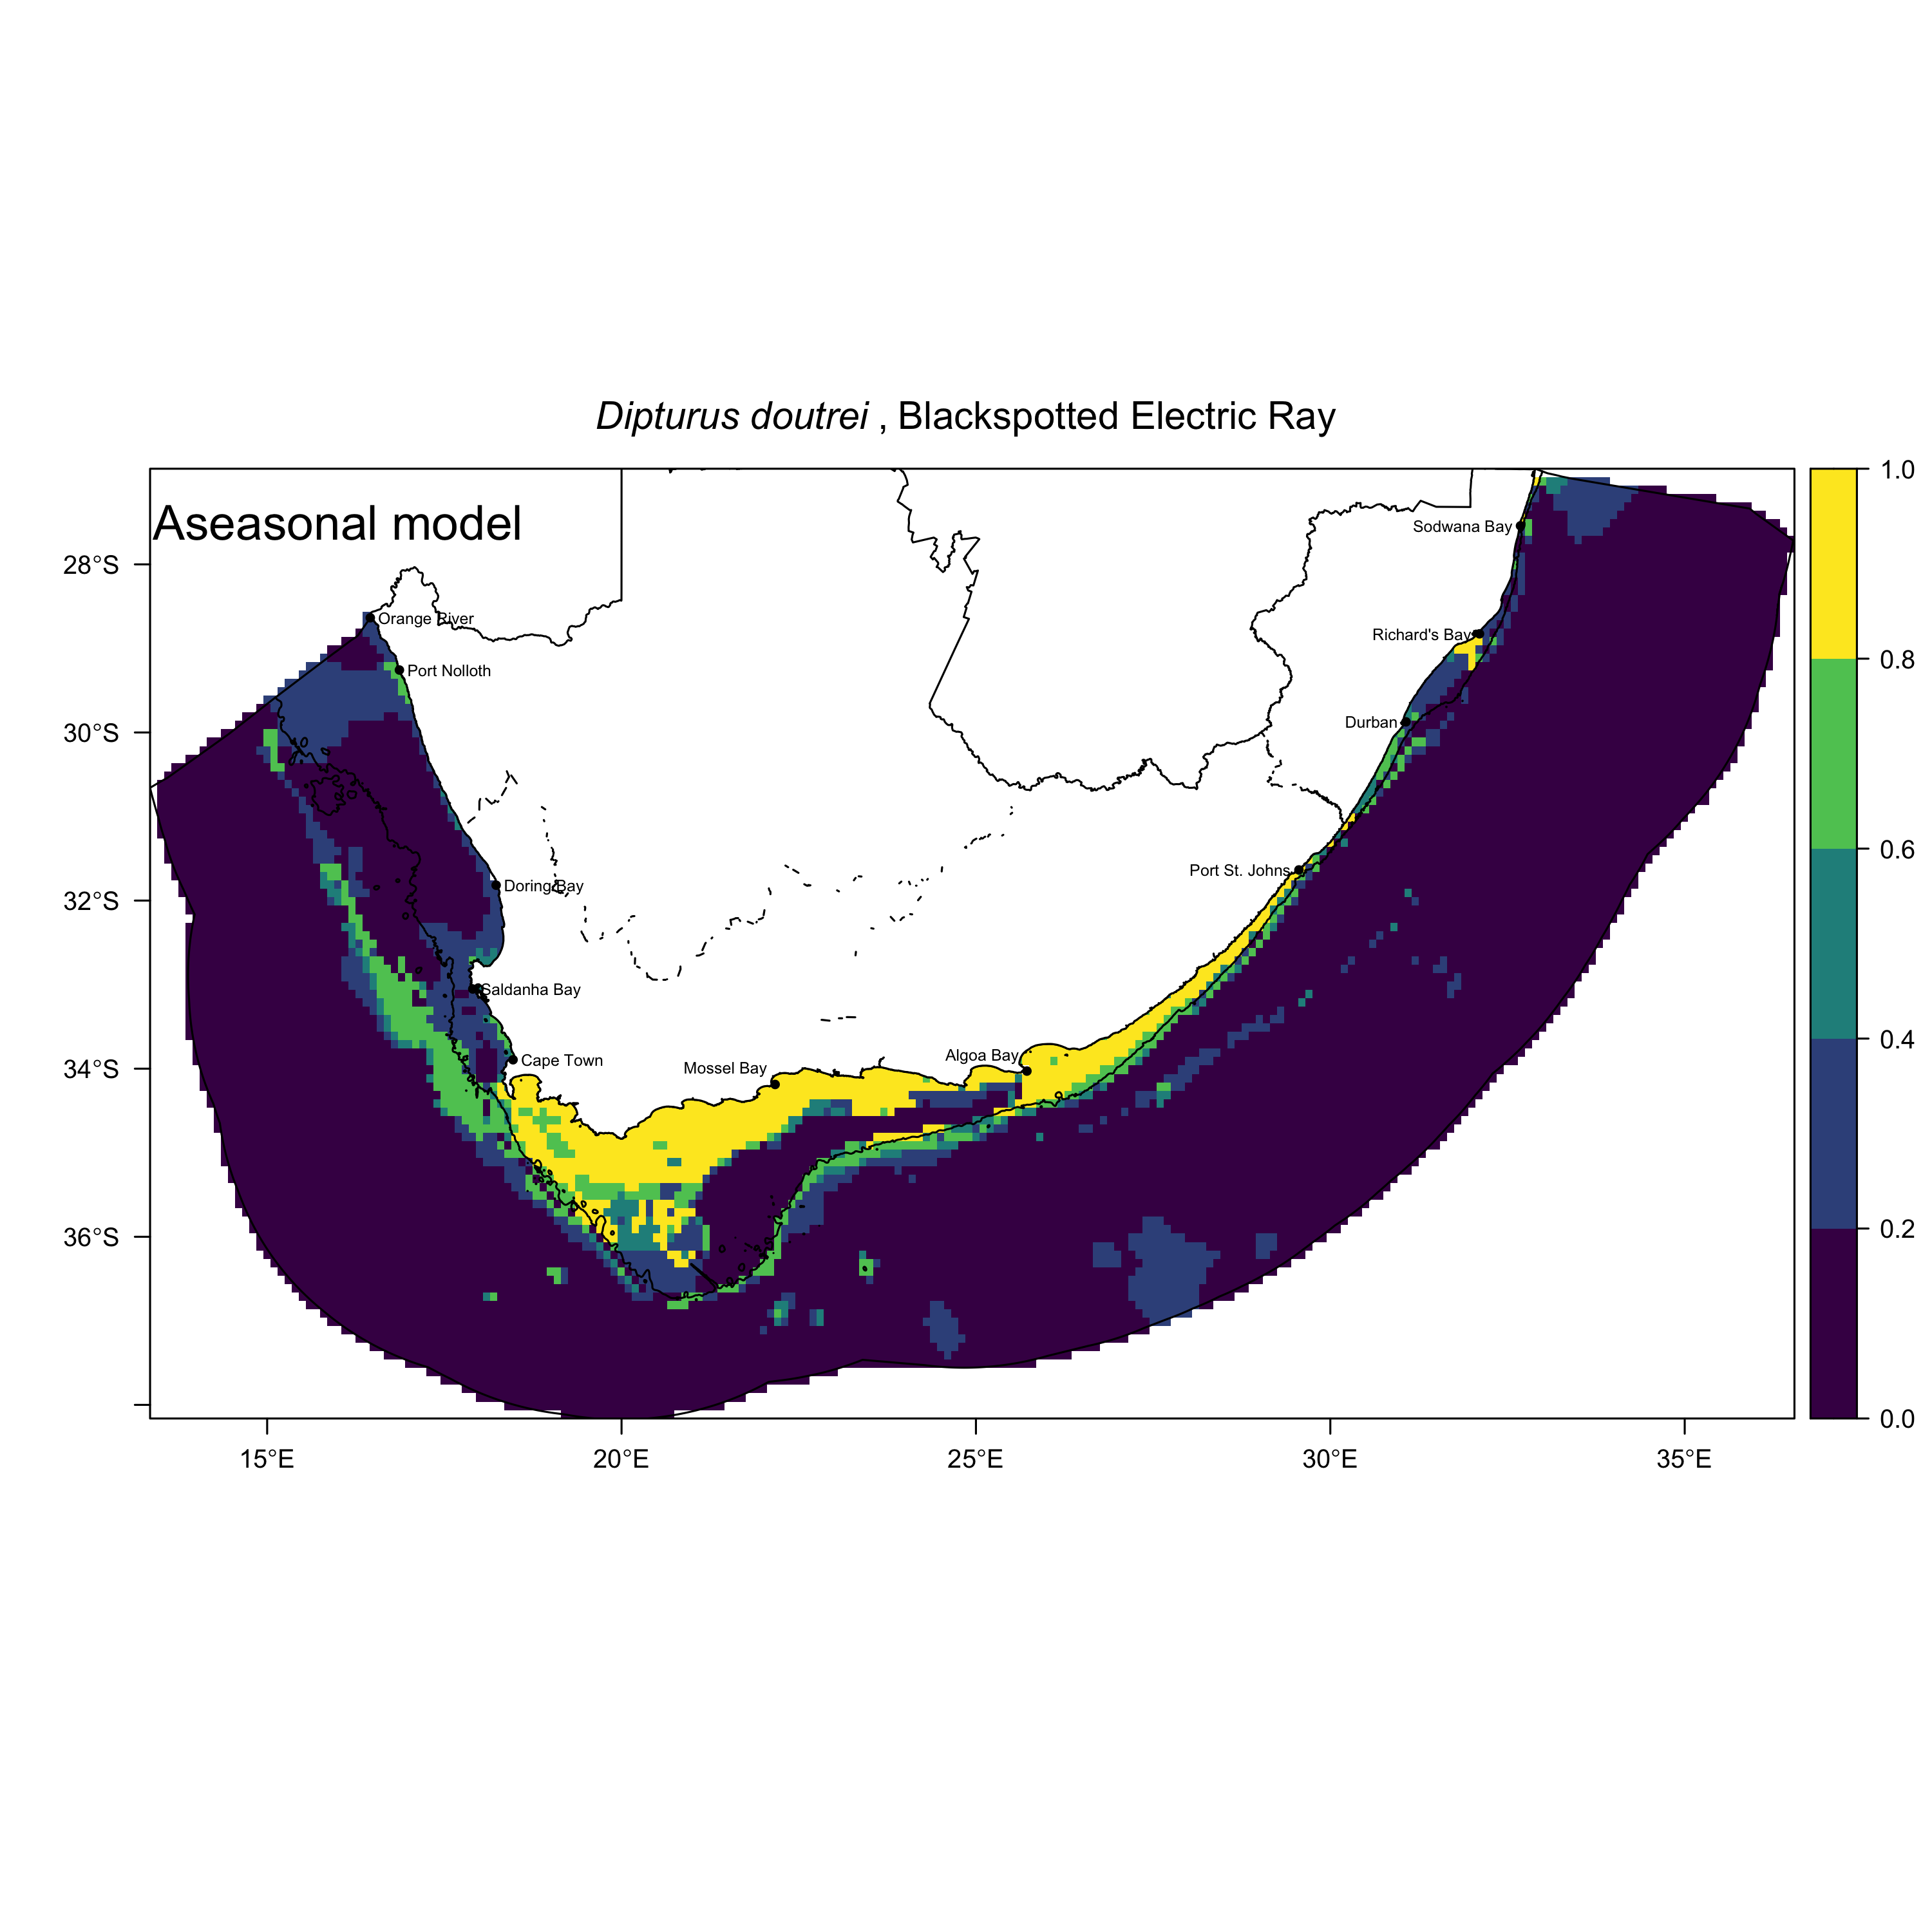 Dipturus doutrei , Blackspotted Electric Ray
Aseasonal model
Sodwana Bay
Orange River
Richard's Bay
Port Nolloth
Durban
Port St. Johns
Doring Bay
Saldanha Bay
Cape Town
Mossel Bay
Algoa Bay
28°S
30°S
32°S
34°S
36°S
15°E
20°E
25°E
30°E
35°E
1.0
0.8
0.6
0.4
0.2
0.0